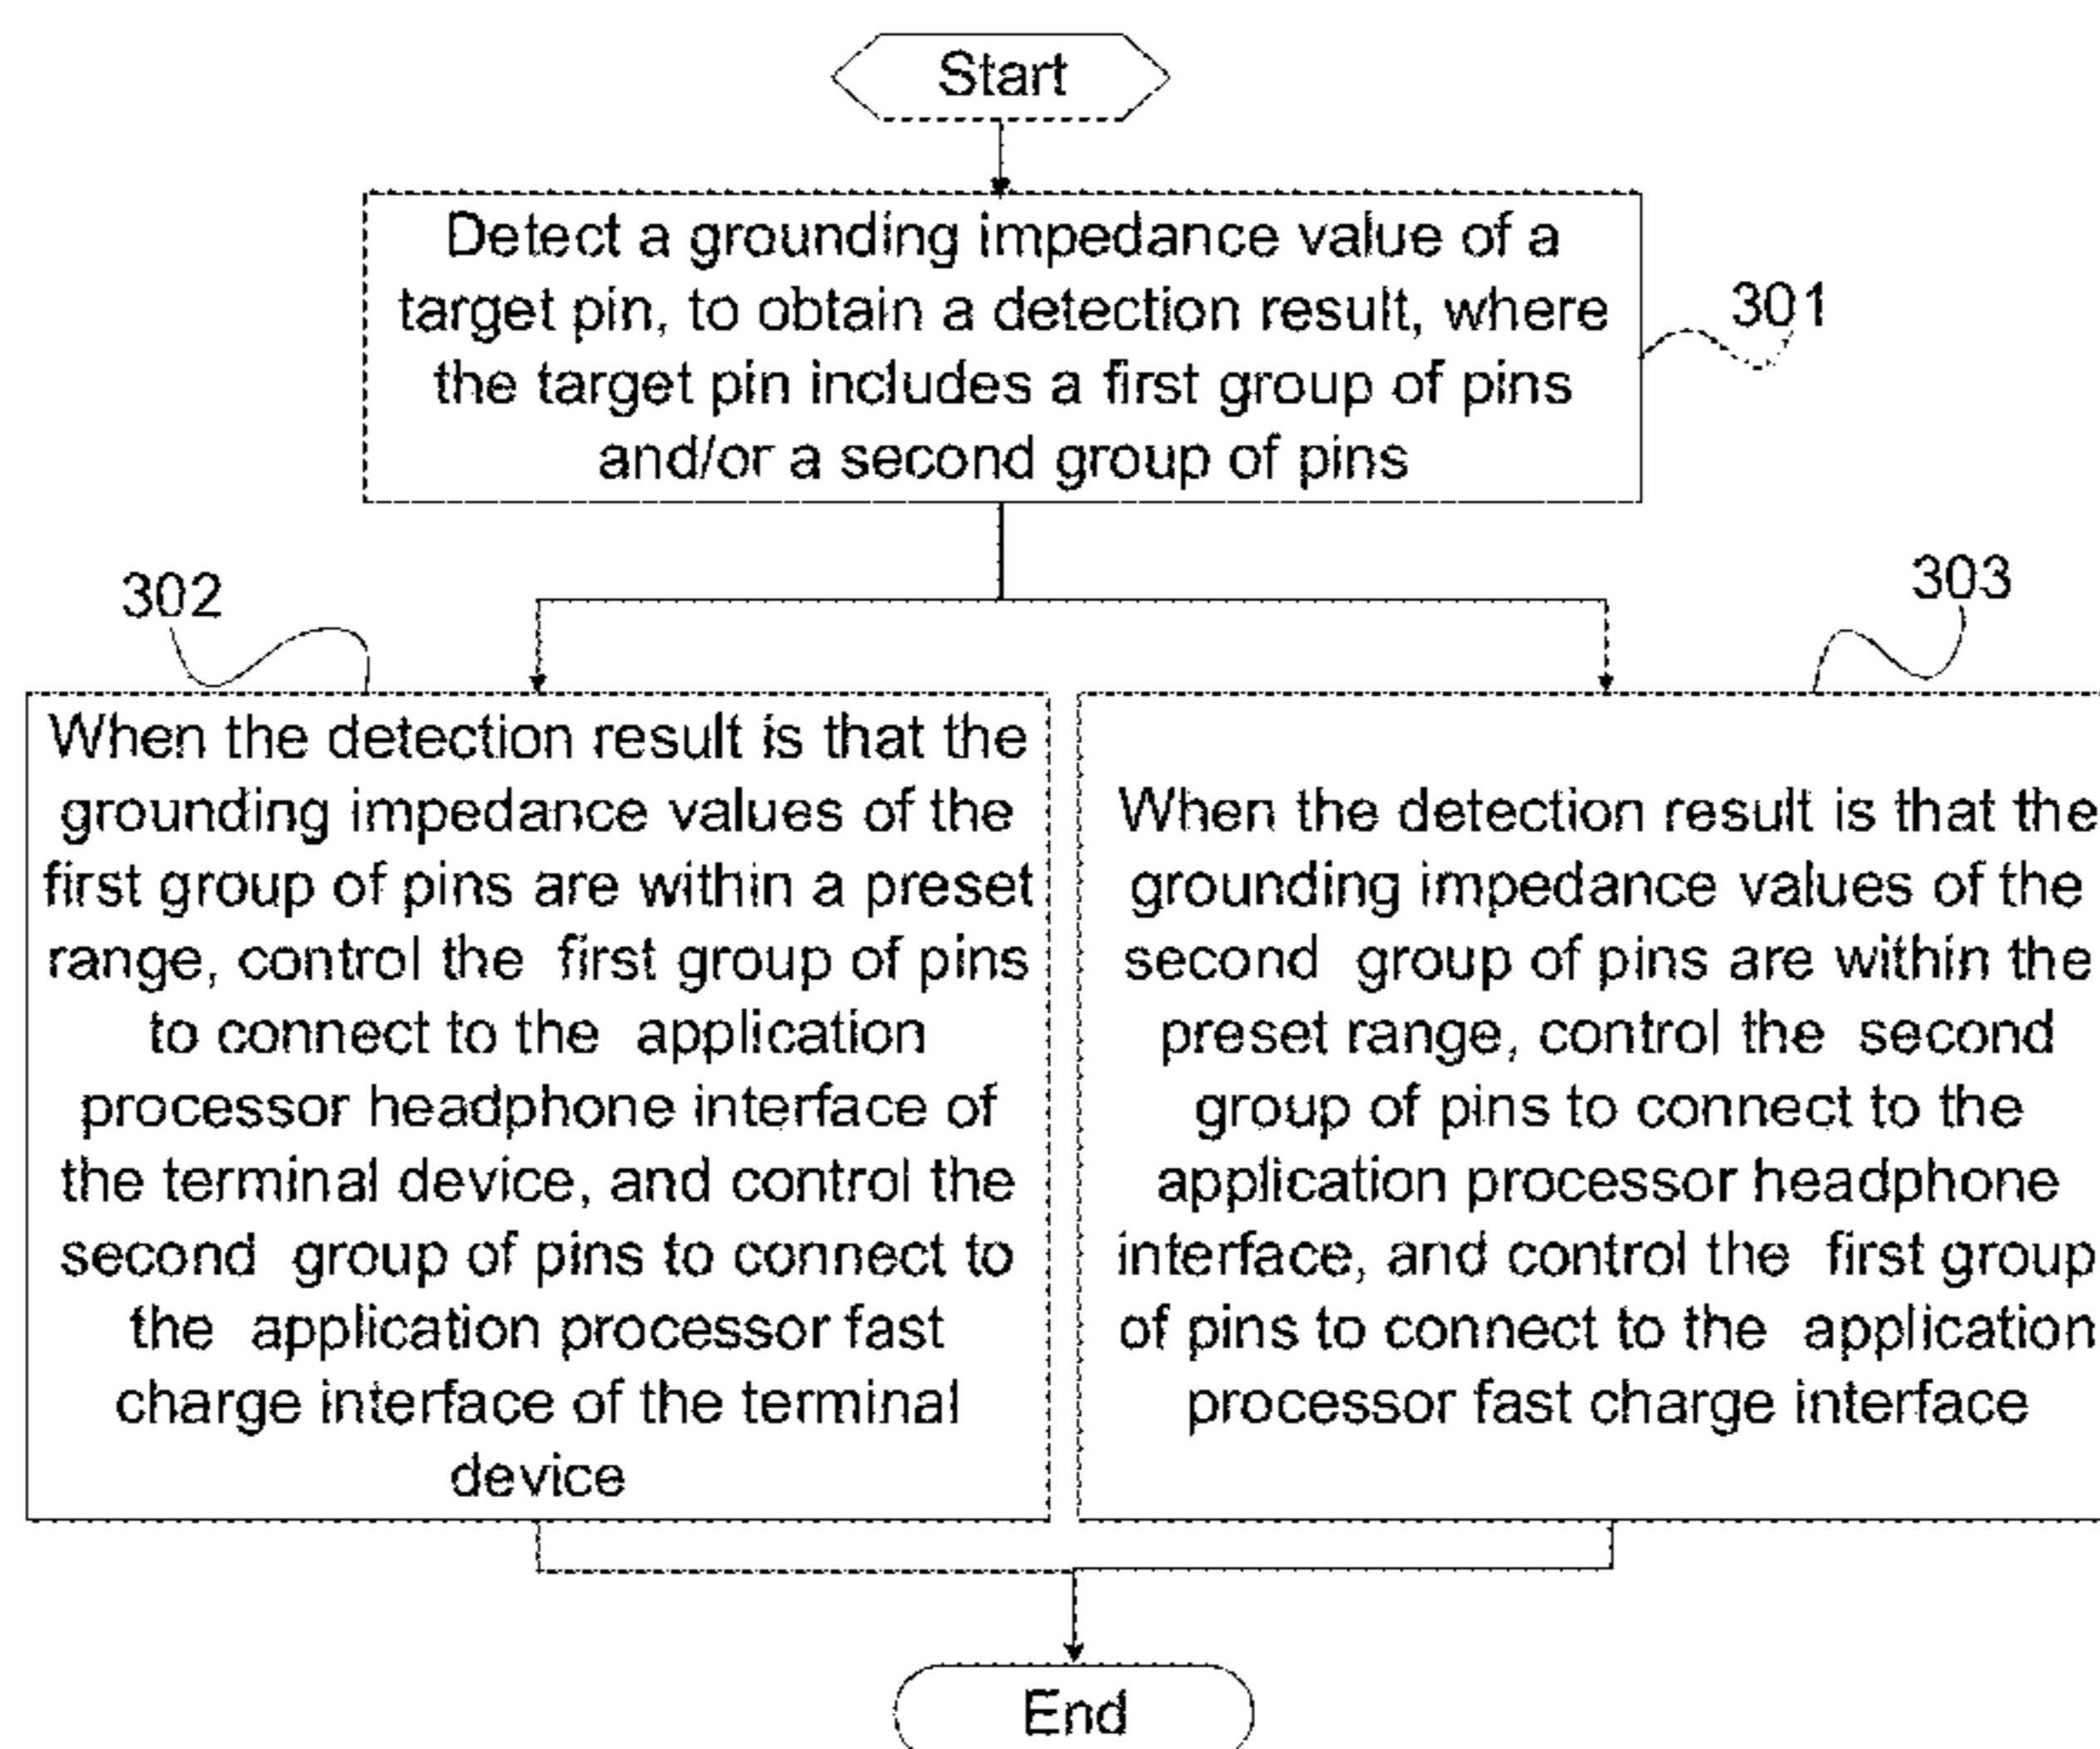 Start
Detect a grounding impedance value of a
target pin, to obtain a detection result, where
the target pin includes a first group of pins
and/or a second group of pins
301
302
303
When the detection result is that the
grounding impedance values of the
first group of pins are within a preset
range, control the first group of pins
to connect to the application
processor headphone interface of
the terminal device, and control the
second group of pins to connect to
the application processor fast
charge interface of the terminal
device
When the detection result is that the
grounding impedance values of the
second group of pins are within the
preset range, control the second
group of pins to connect to the
application processor headphone
interface, and control the first group
of pins to connect to the application
processor fast charge interface
End